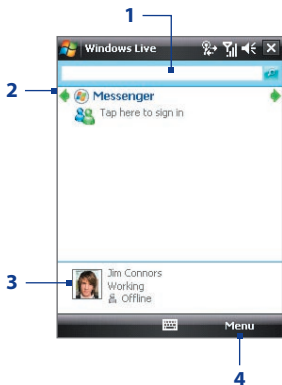 1
Windows Live
2
Messenger
Tap here to sign in
3
Jim Connors
Working
Offline
Menu
4